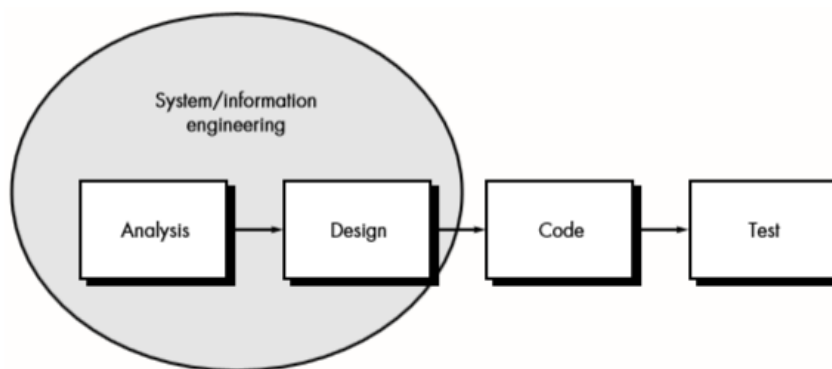 System/information
engineering
Analysis
Design
Code
Test